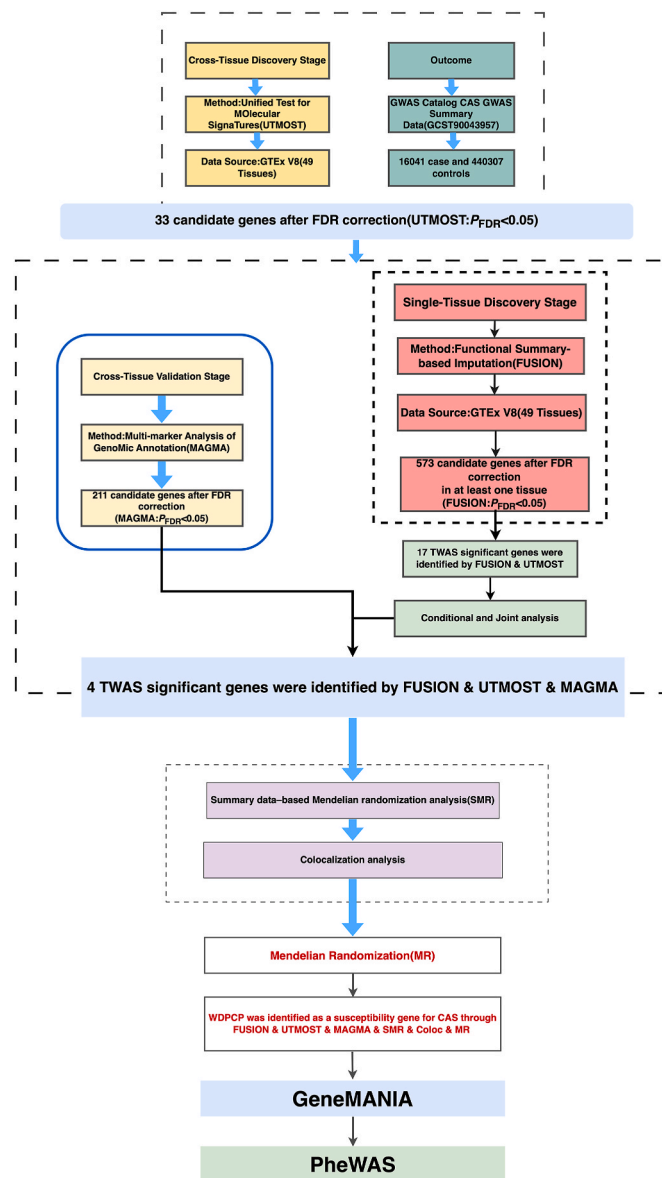 Cross-Tissue Discovery Stage
Method:Unified Test for
MOlecular
SignaTures(UTMOST)
Data Source:GTEx V8(49
Tissues)
Outcome
GWAS Catalog CAS GWAS
Summary
Data(GCST90043957)
16041 case and 440307
controls
33 candidate genes after FDR correction(UTMOST:PFDR<0.05)
Single-Tissue Discovery Stage
Method:Functional Summary-
based Imputation(FUSION)
Data Source:GTEx V8(49 Tissues)
573 candidate genes after FDR
correction
in at least one tissue
(FUSION:PFDR<0.05)
Cross-Tissue Validation Stage
Method:Multi-marker Analysis of
GenoMic Annotation(MAGMA)
211 candidate genes after FDR
correction
(MAGMA:PFDR<0.05)
17 TWAS significant genes were
identified by FUSION & UTMOST
Conditional and Joint analysis
4 TWAS significant genes were identified by FUSION & UTMOST & MAGMA
Summary data–based Mendelian randomization analysis(SMR)
Colocalization analysis
Mendelian Randomization(MR)
WDPCP was identified as a susceptibility gene for CAS through
FUSION & UTMOST & MAGMA & SMR & Coloc & MR
GeneMANIA
PheWAS